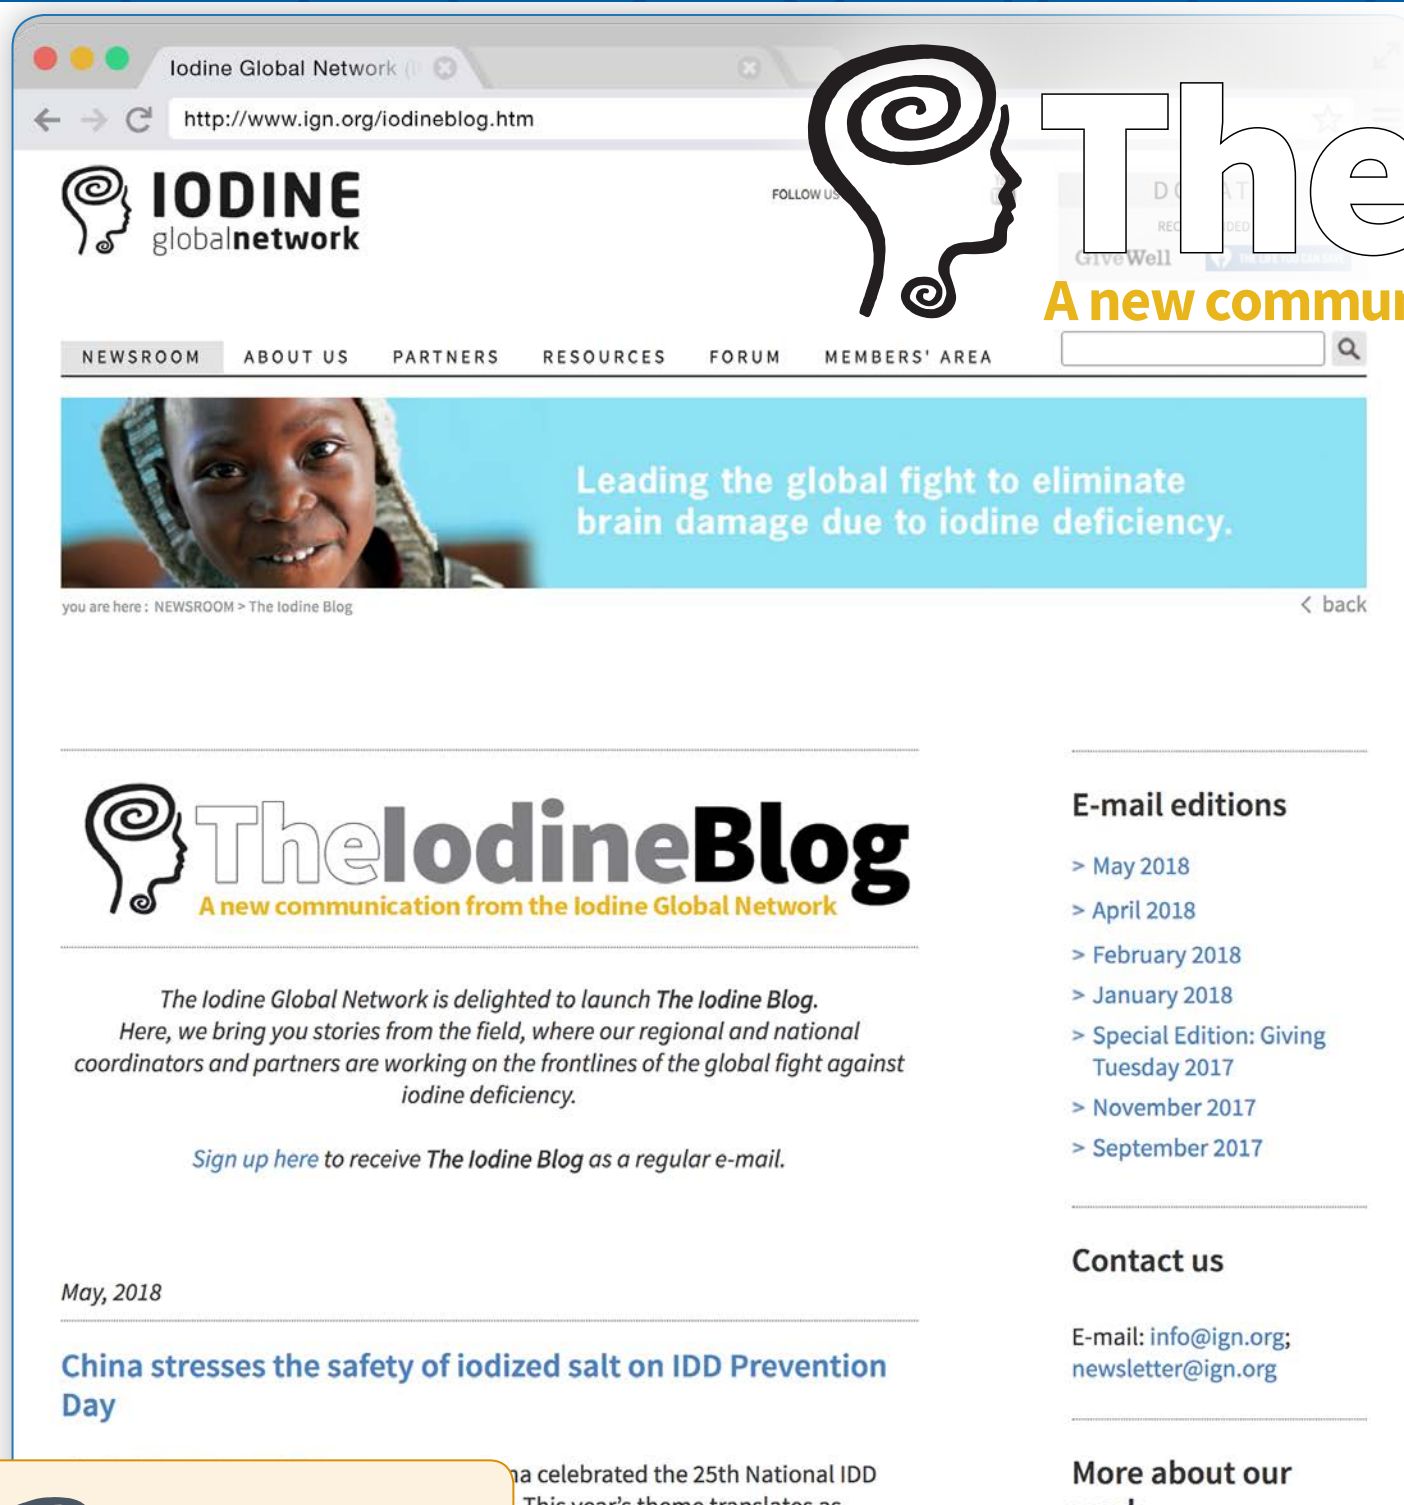 Iodine Global Network
http://www.ign.org/iodineblog.htm
The
A new commun
IODINE
globalnetwork
FOLLOW US
GiveWell
NEWSROOM ABOUT US PARTNERS RESOURCES FORUM MEMBERS' AREA
Leading the global fight to eliminate
brain damage due to iodine deficiency.
you are here : NEWSROOM > The Iodine Blog
< back
TheIodineBlog
A new communication from the Iodine Global Network
The Iodine Global Network is delighted to launch The Iodine Blog.
Here, we bring you stories from the field, where our regional and national
coordinators and partners are working on the frontlines of the global fight against
iodine deficiency.
Sign up here to receive The Iodine Blog as a regular e-mail.
May, 2018
China stresses the safety of iodized salt on IDD Prevention
Day
na celebrated the 25th National IDD
This year's theme translates as
E-mail editions
> May 2018
> April 2018
> February 2018
> January 2018
> Special Edition: Giving
Tuesday 2017
> November 2017
> September 2017
Contact us
E-mail: info@ign.org;
newsletter@ign.org
More about our